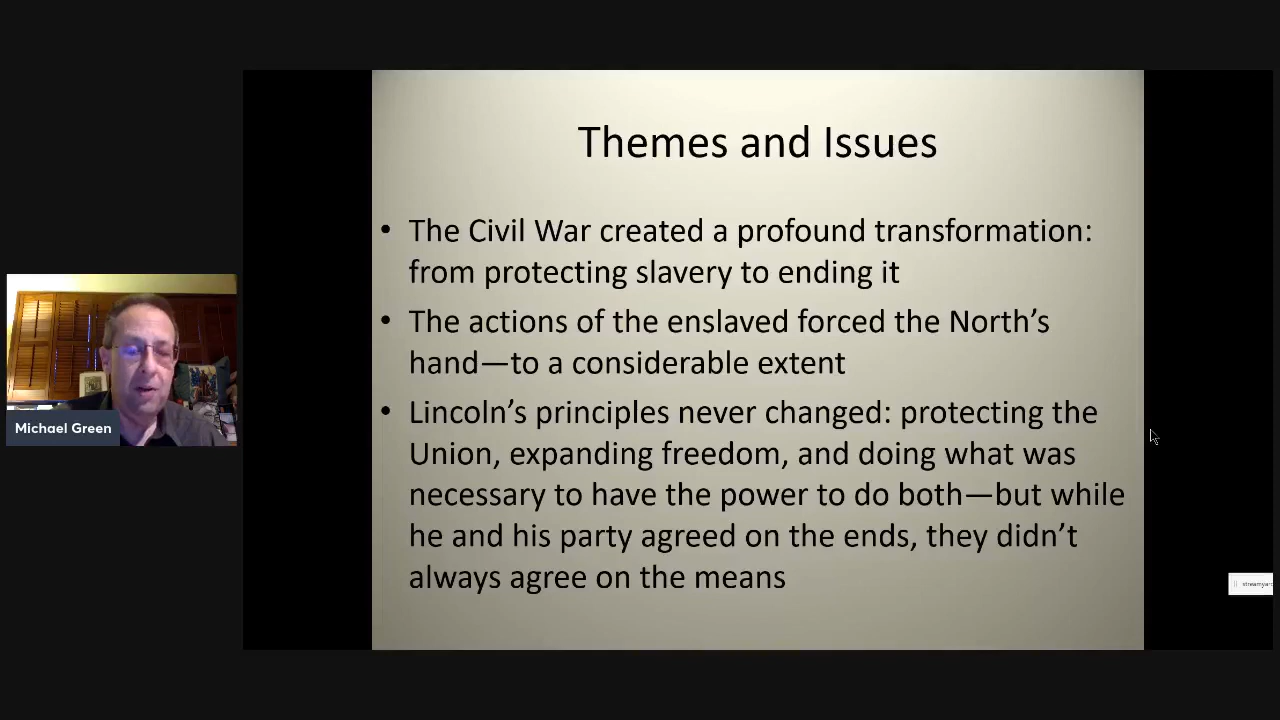 Themes and Issues
• The Civil War created a profound transformation:
from protecting slavery to ending it
• The actions of the enslaved forced the North’s
hand—to a considerable extent
• Lincoln’s principles never changed: protecting the
Union, expanding freedom, and doing what was
necessary to have the power to do both—but while
he and his party agreed on the ends, they didn’t
always agree on the means
Michael Green